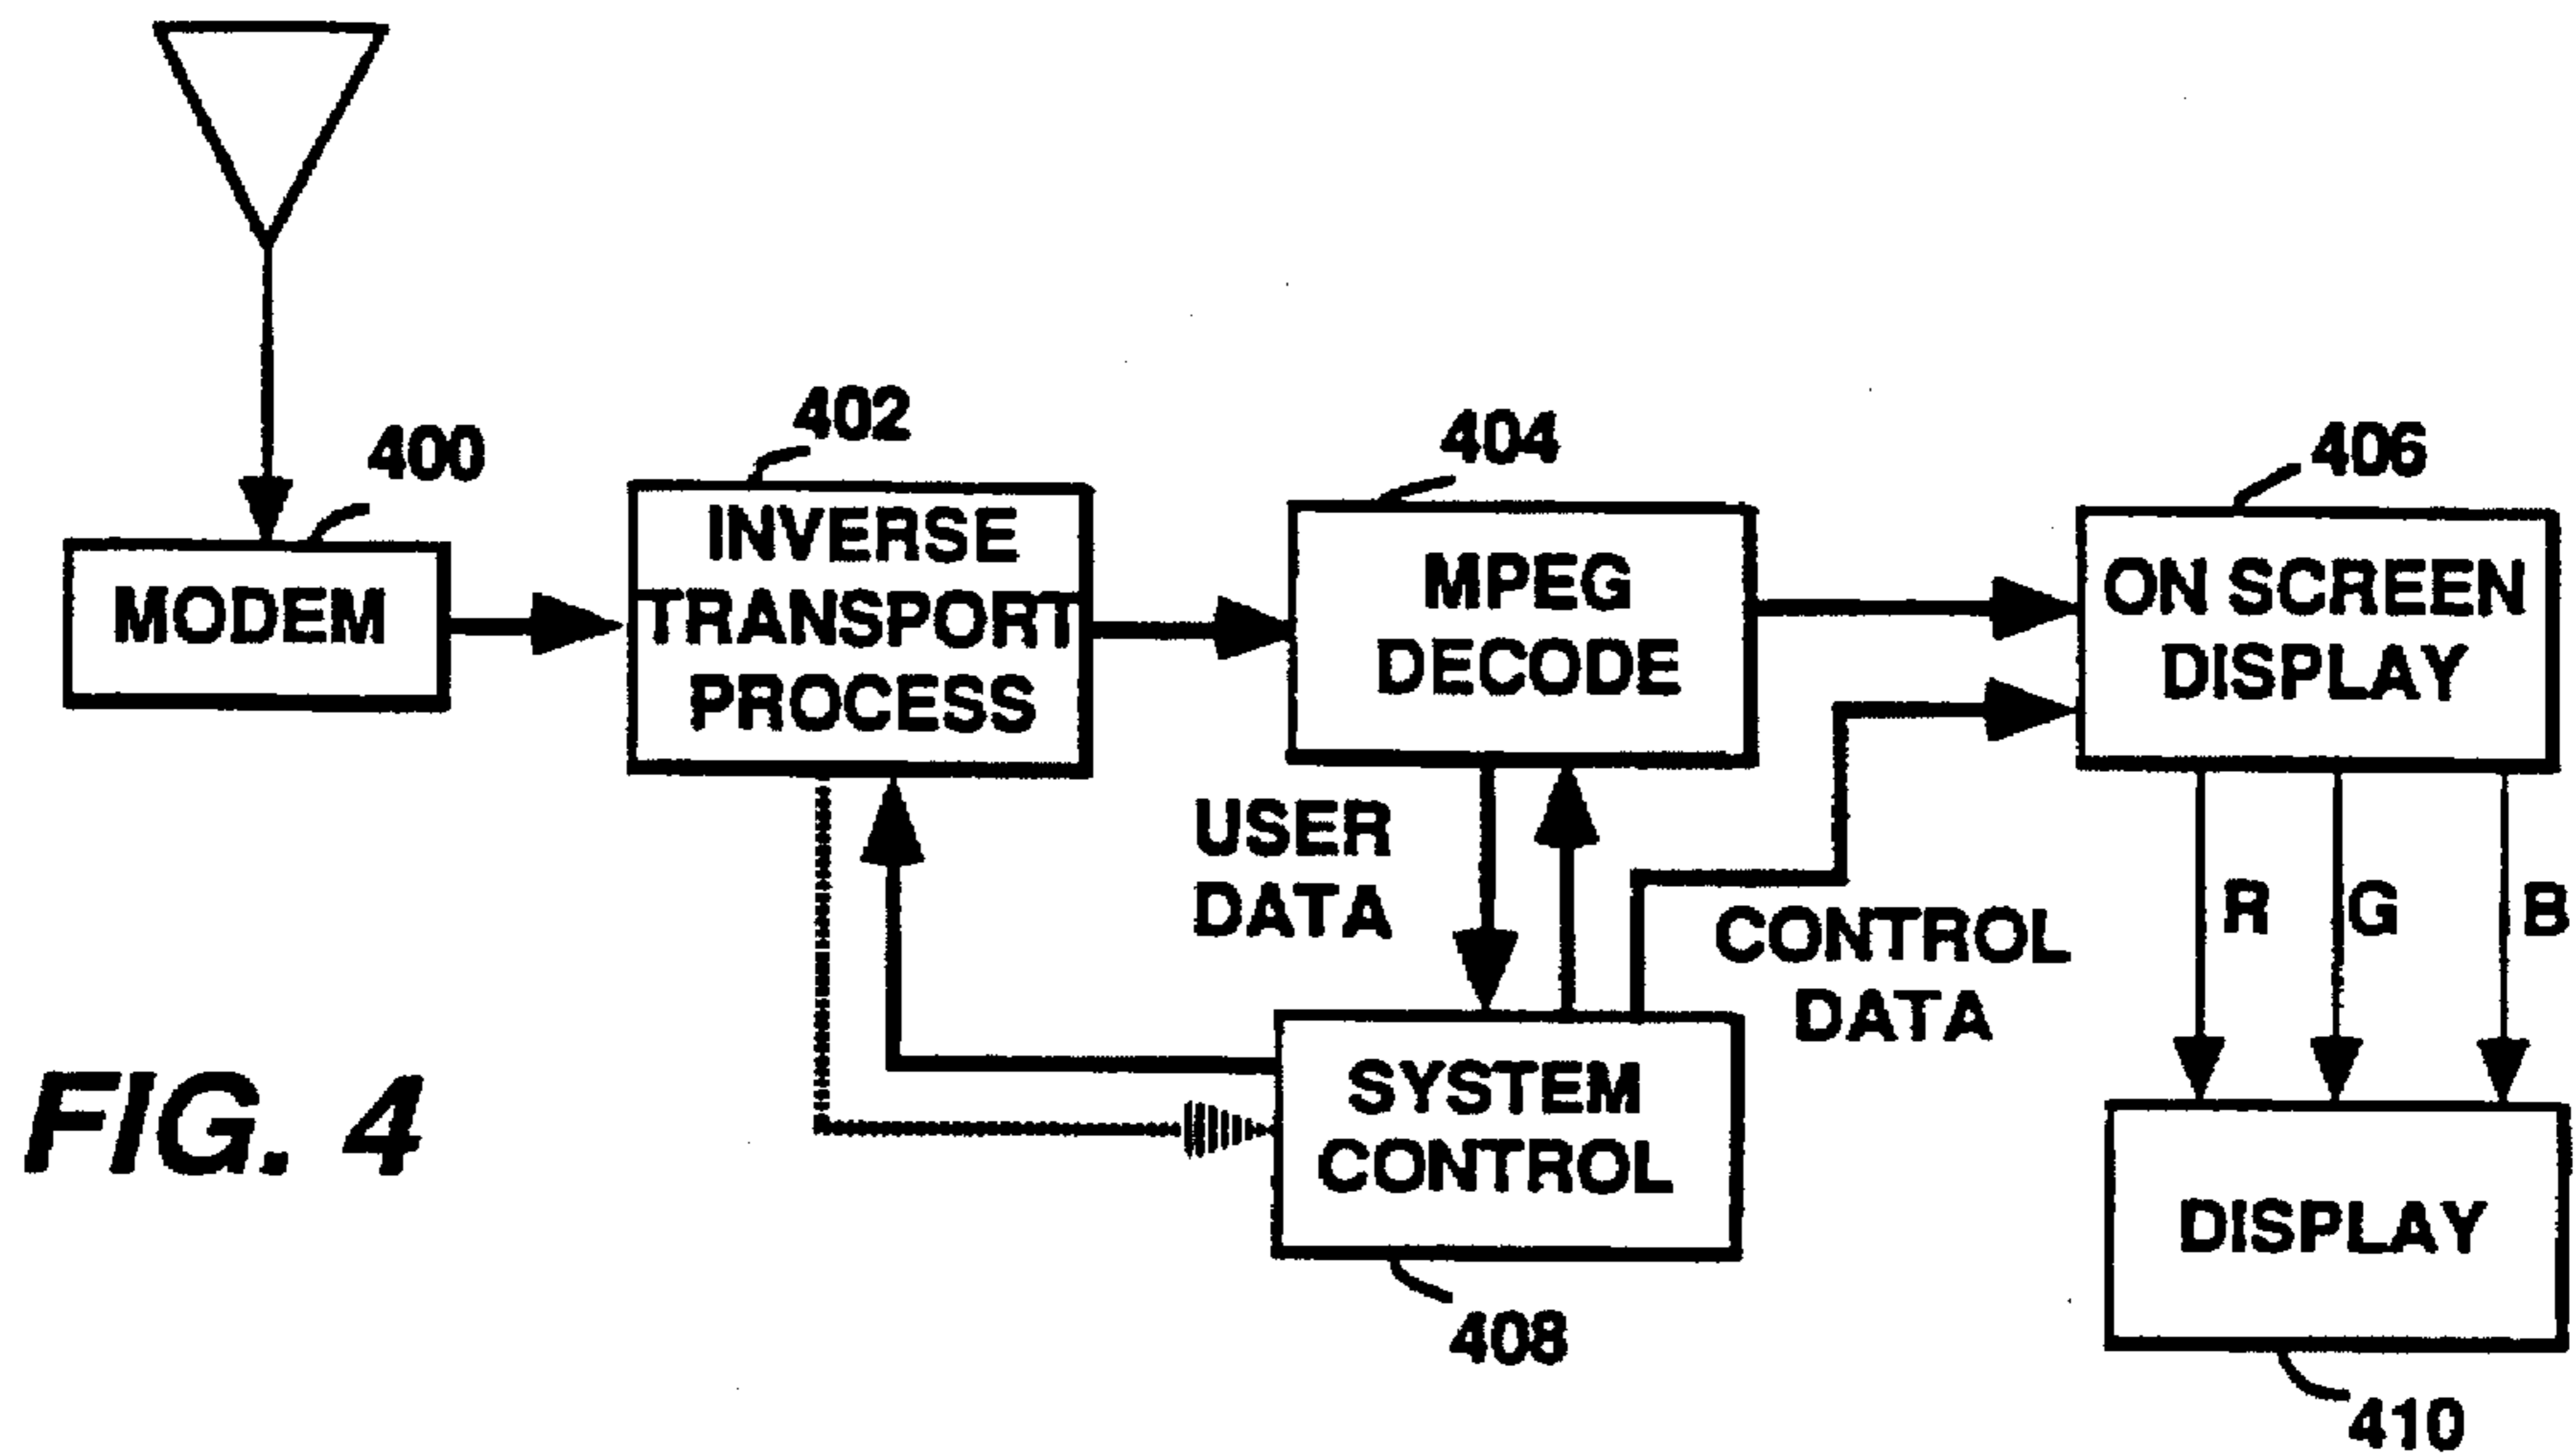 402
404
400
406
INVERSE
TRANSPORT
PROCESS
MPEG
DECODE
ON SCREEN
DISPLAY
MODEM
USER
DATA
R
G
B
CONTROL
DATA
SYSTEM
CONTROL
FIG. 4
DISPLAY
408
410